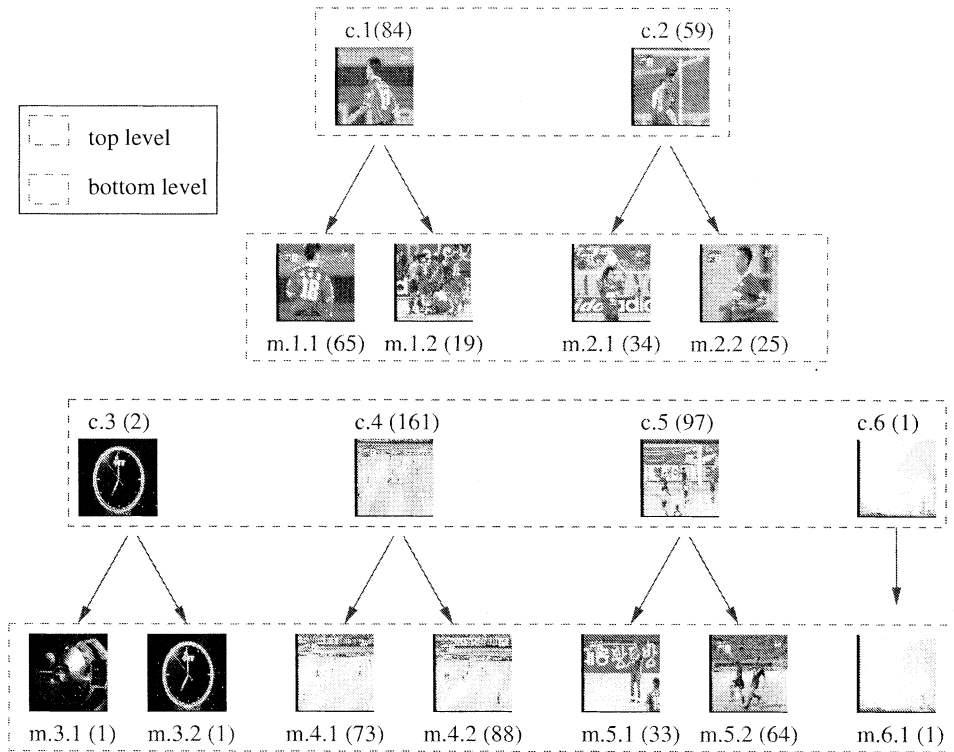 c.1(84)
c.2 (59)
top level
bottom level
18
adidas
m.1.1 (65)
m.1.2 (19)
m.2.1 (34)
m.2.2 (25)
c.3 (2)
c.4 (161)
c.5 (97)
c.6 (1)
m.3.1 (1)
m.3.2 (1)
m.4.1 (73)
m.4.2 (88)
m.5.1 (33)
m.5.2 (64)
m.6.1 (1)